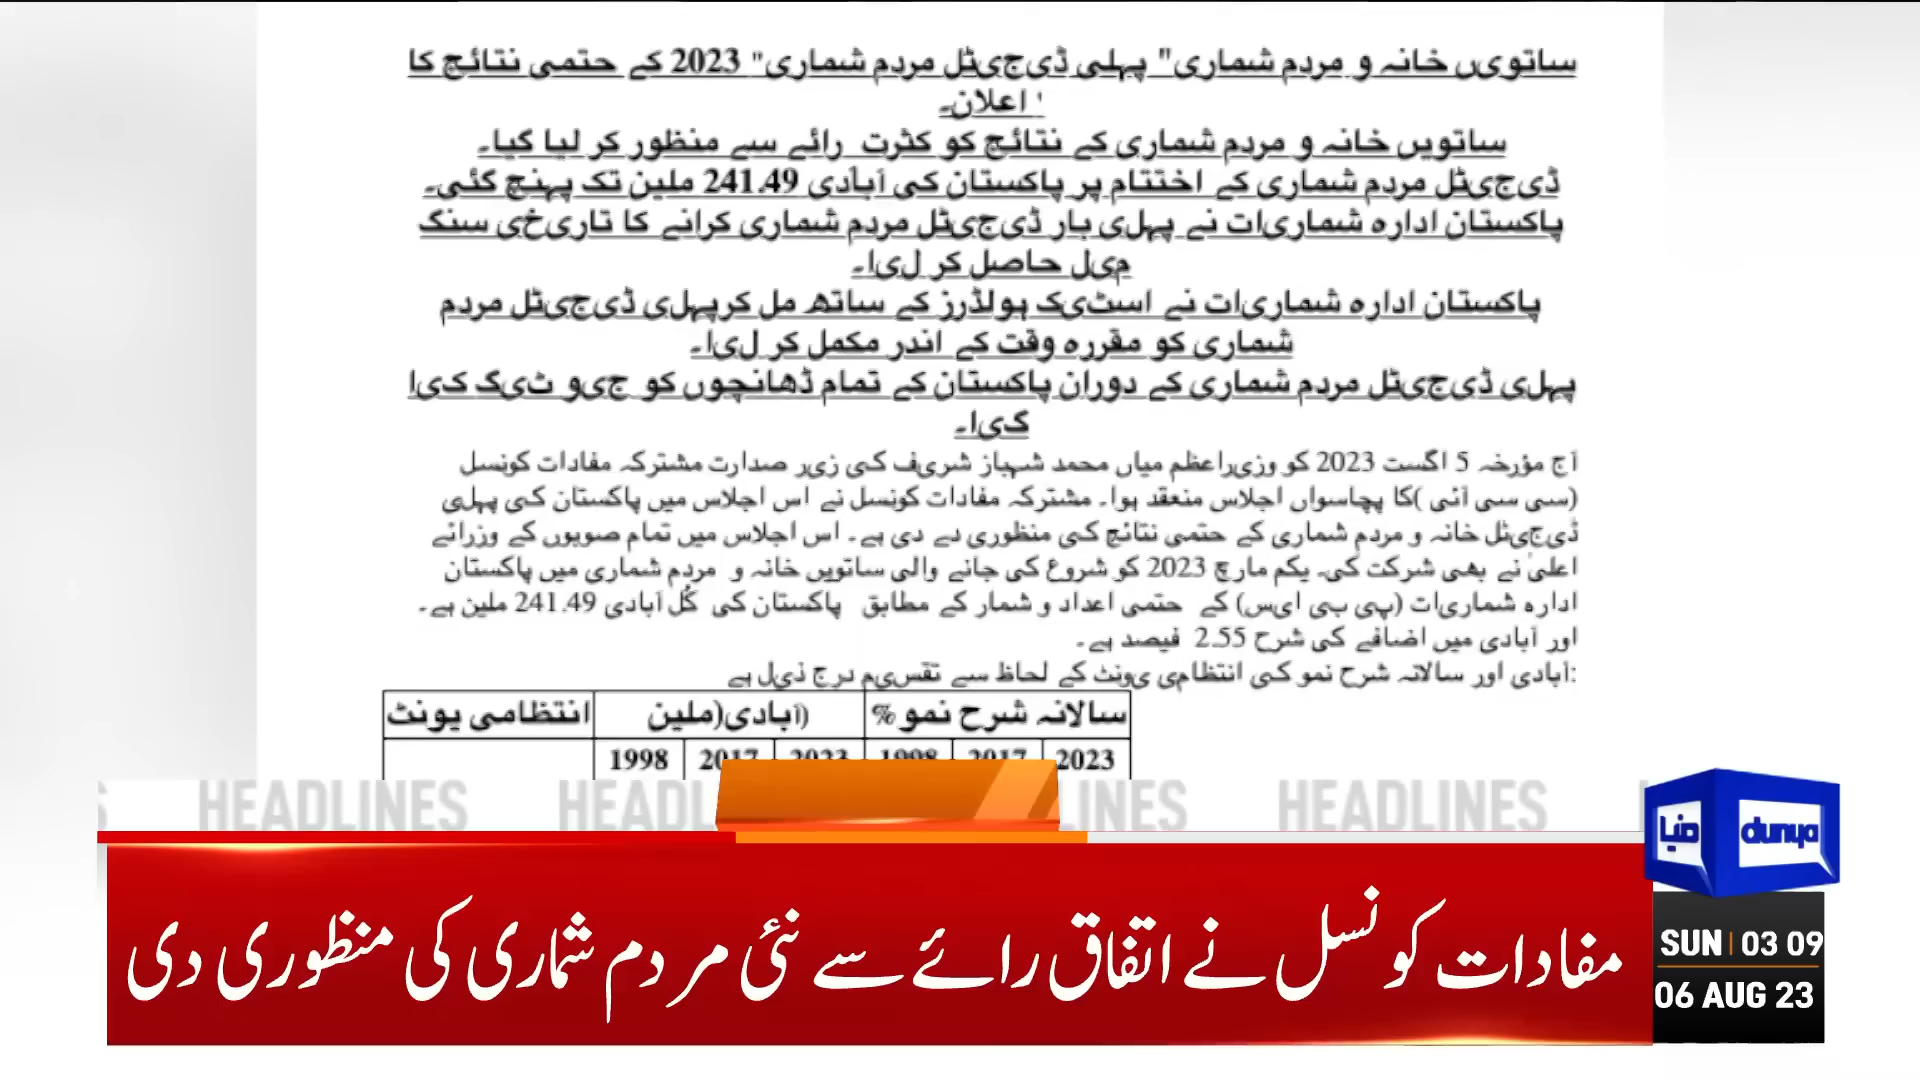 ساتویں خانہ و مردم شماری" پہلی ڈیجیٹل مردم شماری" 2023 کے حتمی نتائج کا
' اعلان۔
ساتویں خانہ و مردم شماری کے نتائج کو کثرت رائے سے منظور کر لیا گیا۔
ڈیجیٹل مردم شماری کے اختتام پر پاکستان کی آبادی 241.49 ملین تک پہنچ گئی۔
پاکستان ادارہ شماریات نے پہلی بار ڈیجیٹل مردم شماری کرانے کا تاریخی سنگ
میل حاصل کر لیا۔
پاکستان ادارہ شماریات نے اسٹیک ہولڈرز کے ساتھ مل کرپہلی ڈیجیٹل مردم
شماری کو مقررہ وقت کے اندر مکمل کر لیا۔
پہلی ڈیجیٹل مردم شماری کے دوران پاکستان کے تمام ڈھانچوں کو جیو ٹیگ کیا
گیا۔
آج مؤرخہ 5 اگست 2023 کو وزیراعظم میاں محمد شہباز شریف کی زیر صدارت مشترکہ مفادات کونسل
(سی سی آئی )کا پچاسواں اجلاس منعقد ہوا۔ مشترکہ مفادات کونسل نے اس اجلاس میں پاکستان کی پہلی
ڈیجیٹل خانہ و مردم شماری کے حتمی نتائج کی منظوری دے دی ہے۔ اس اجلاس میں تمام صوبوں کے وزرائے
اعلیٰ نے بھی شرکت کی۔ یکم مارچ 2023 کو شروع کی جانے والی ساتویں خانہ و مردم شماری میں پاکستان
ادارہ شماریات (پی بی ایس) کے حتمی اعداد و شمار کے مطابق پاکستان کی کُل آبادی 241.49 ملین ہے۔
اور آبادی میں اضافے کی شرح 2.55 فیصد ہے۔
:آبادی اور سالانہ شرح نمو کی انتظامی یونٹ کے لحاظ سے تقسیم درج ذیل ہے
انتظامی یونٹ (آبادی(ملین سالانہ شرح نمو %
1998 2017 2023 1998 2017 2023
HEADLINES HEADLINES LINES HEADLINES
دنیا dunya
مفادات کونسل نے اتفاق رائے سے نئی مردم شماری کی منظوری دی
SUN 03 09
06 AUG 23